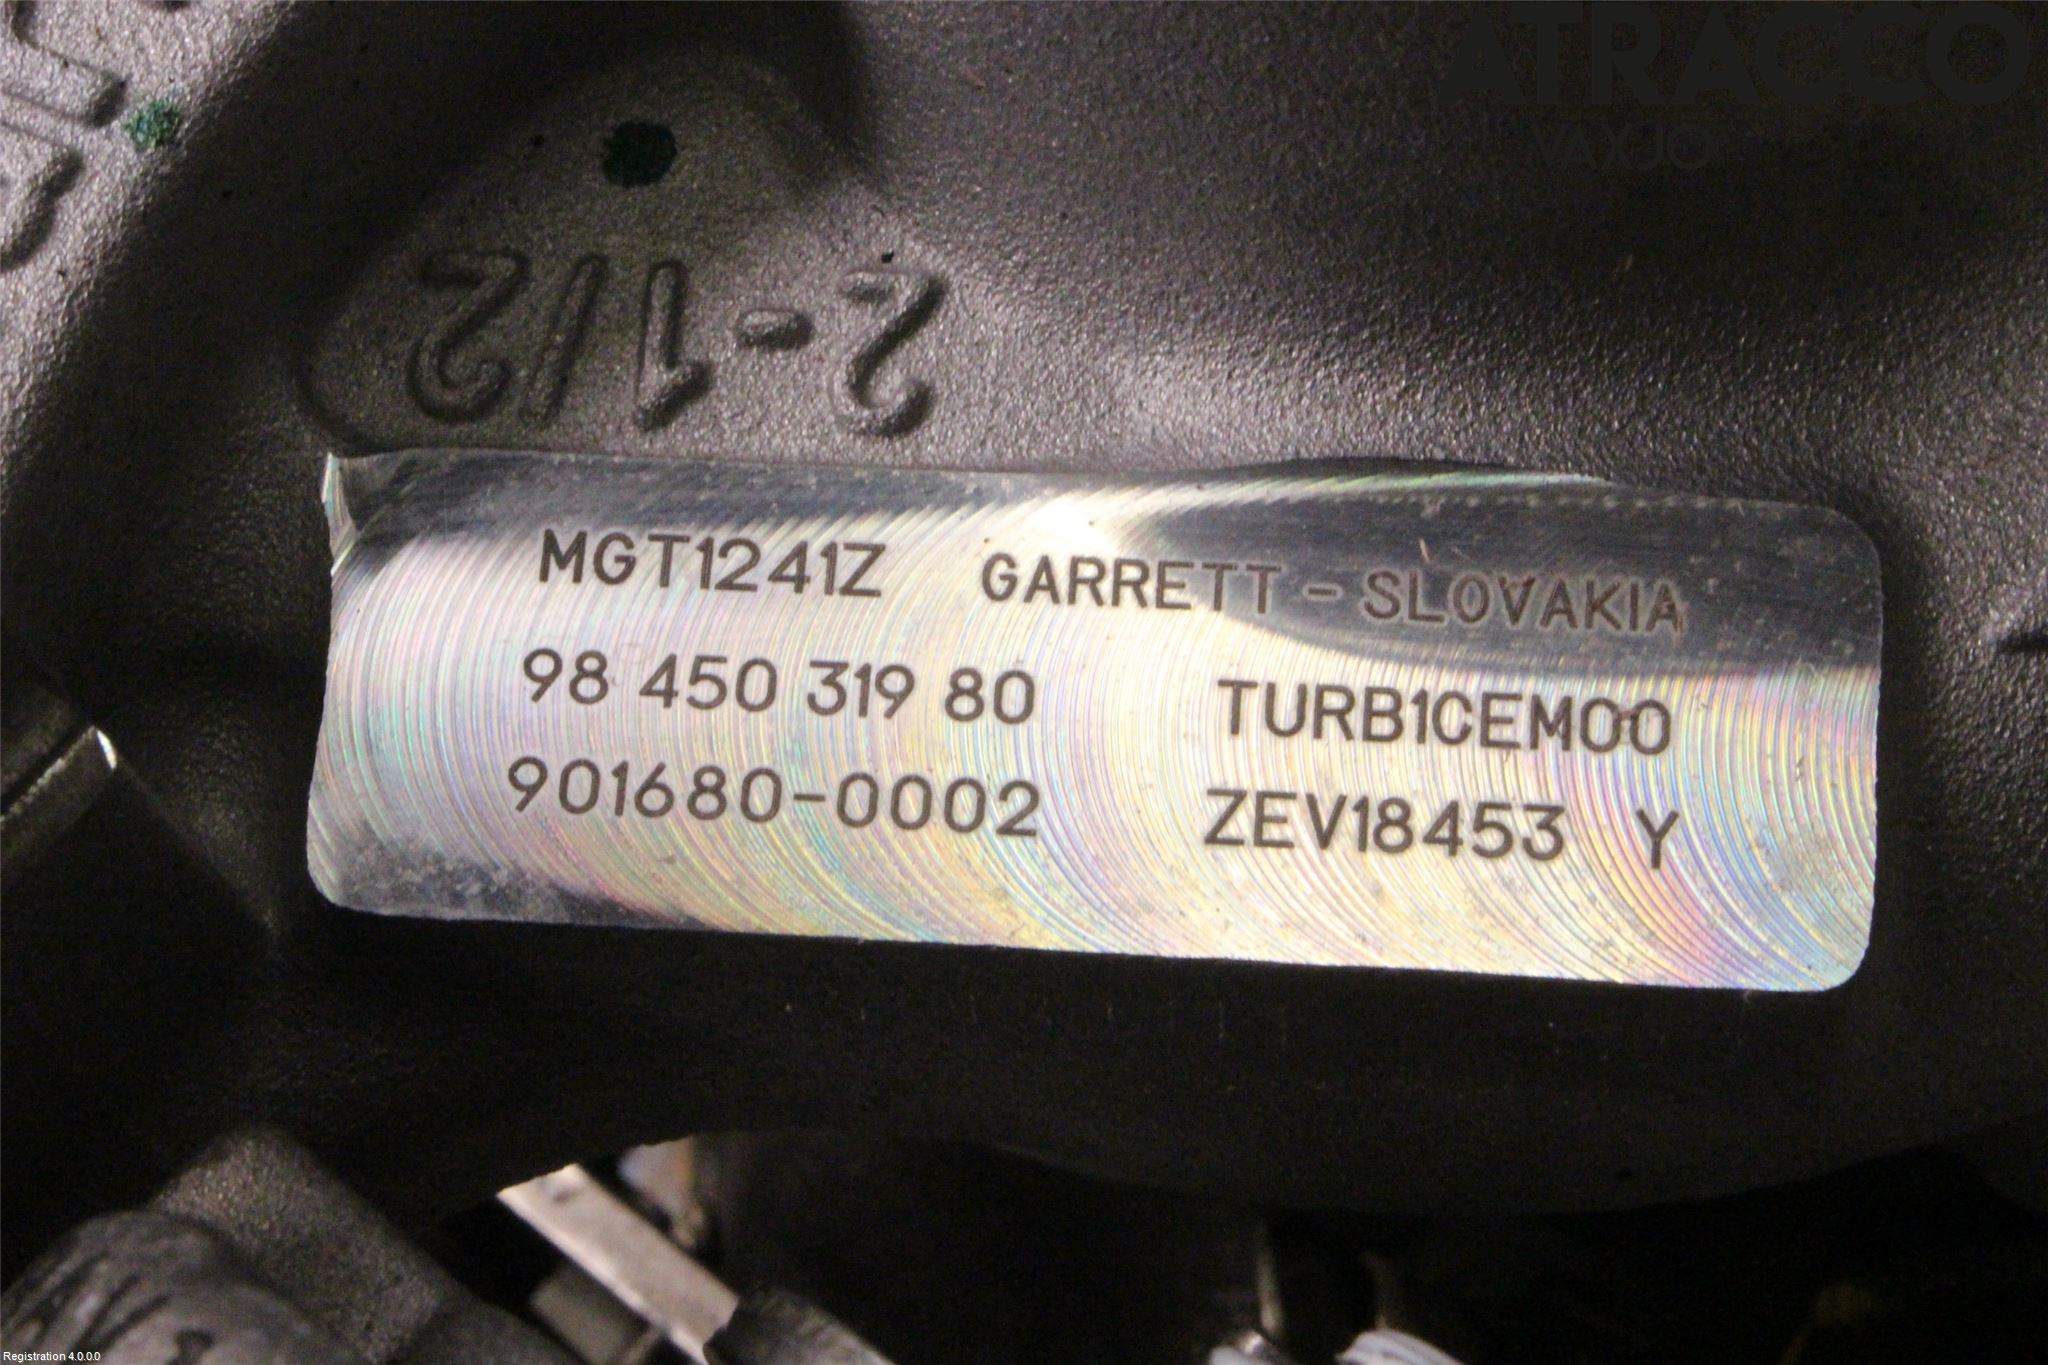 ATRACCO
VAXJO
2-1/2
MGT1241Z GARRETT - SLOVAKIA
98 450 319 80 TURB1CEM00
901680-0002 ZEV18453 Y
Registration 4.0.0.0